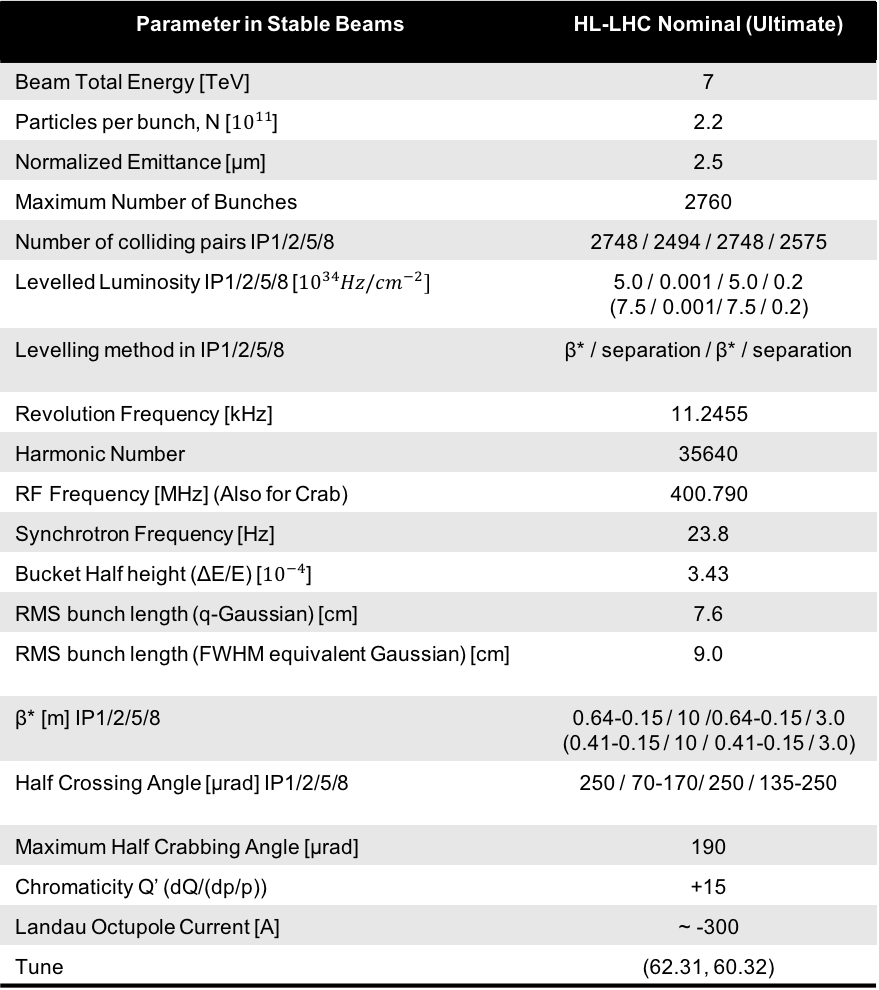 Parameter in Stable Beams HL-LHC Nominal (Ultimate)
Beam Total Energy [TeV] 7
Particles per bunch, N [10¹¹] 2.2
Normalized Emittance [µm] 2.5
Maximum Number of Bunches 2760
Number of colliding pairs IP1/2/5/8 2748 / 2494 / 2748 / 2575
Levelled Luminosity IP1/2/5/8 [10³⁴Hz/cm⁻²] 5.0 / 0.001 / 5.0 / 0.2
(7.5 / 0.001/ 7.5 / 0.2)
Levelling method in IP1/2/5/8 β* / separation / β* / separation
Revolution Frequency [kHz] 11.2455
Harmonic Number 35640
RF Frequency [MHz] (Also for Crab) 400.790
Synchrotron Frequency [Hz] 23.8
Bucket Half height (ΔE/E) [10⁻⁴] 3.43
RMS bunch length (q-Gaussian) [cm] 7.6
RMS bunch length (FWHM equivalent Gaussian) [cm] 9.0
β* [m] IP1/2/5/8 0.64-0.15 / 10 /0.64-0.15 / 3.0
(0.41-0.15 / 10 / 0.41-0.15 / 3.0)
Half Crossing Angle [µrad] IP1/2/5/8 250 / 70-170/ 250 / 135-250
Maximum Half Crabbing Angle [µrad] 190
Chromaticity Q’ (dQ/(dp/p)) +15
Landau Octupole Current [A] ~ -300
Tune (62.31, 60.32)